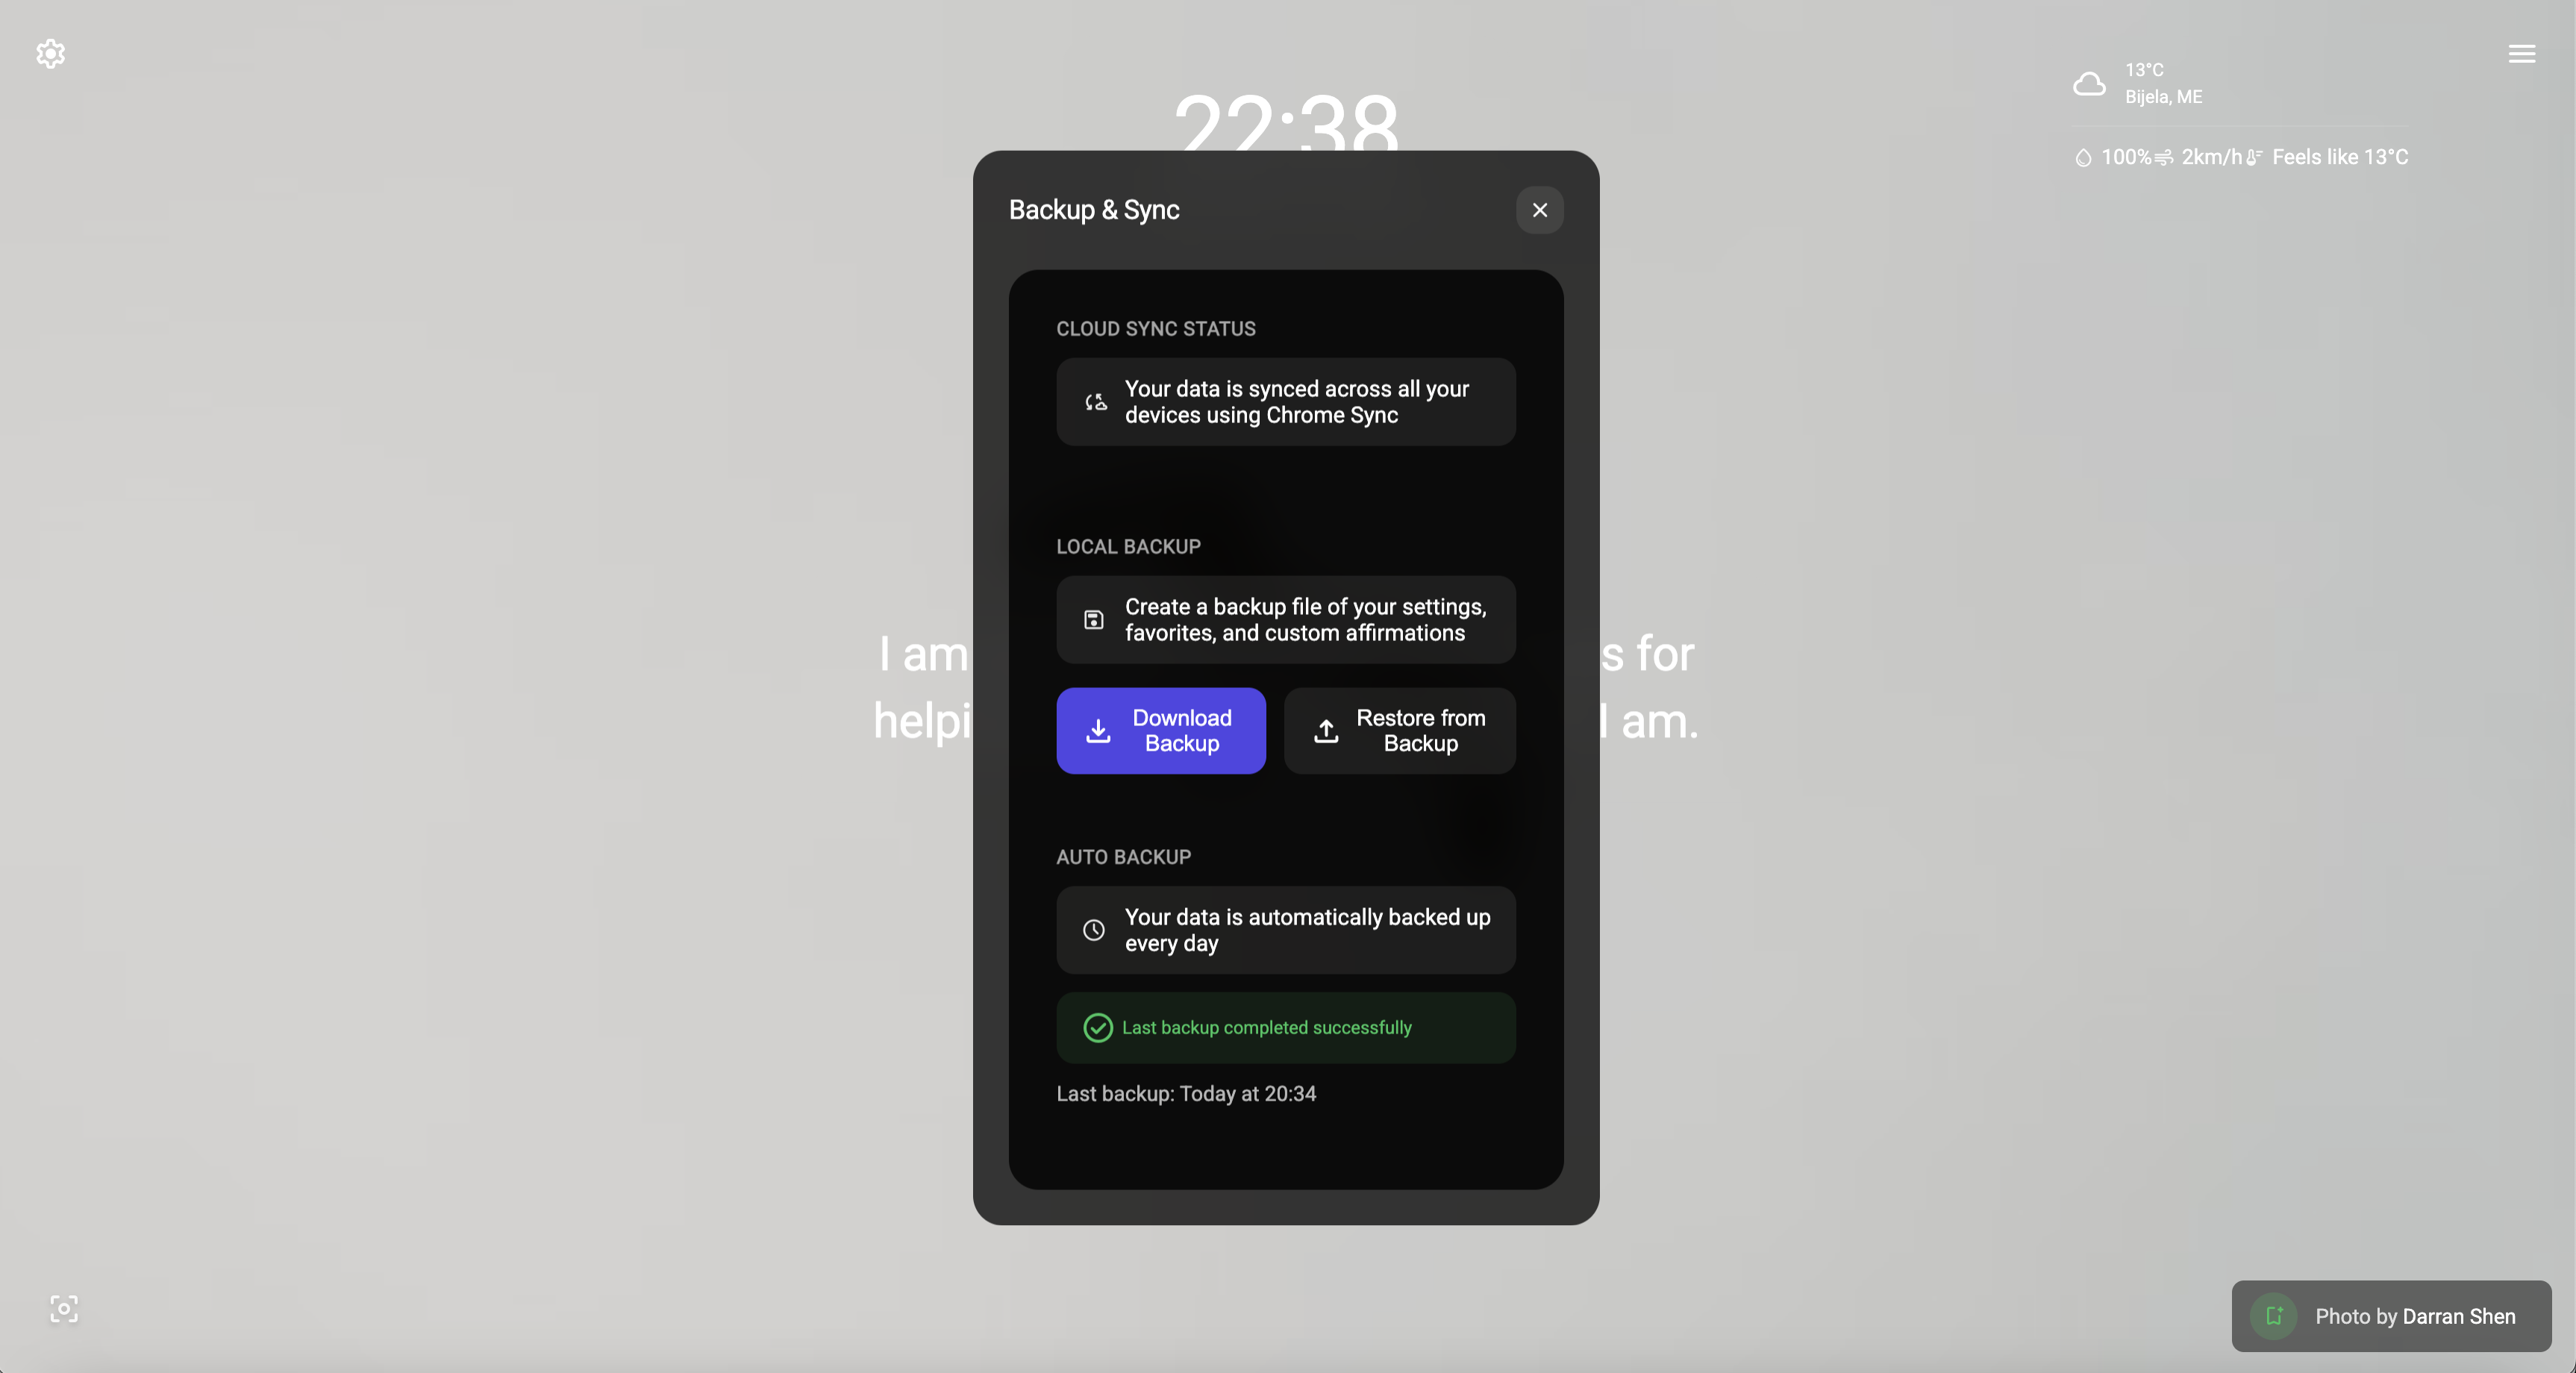 22:38
13°C
Bijela, ME
100% 2km/h Feels like 13°C
Backup & Sync
CLOUD SYNC STATUS
Your data is synced across all your
devices using Chrome Sync
LOCAL BACKUP
Create a backup file of your settings,
favorites, and custom affirmations
I am
s for
helpi
I am.
Download
Backup
Restore from
Backup
AUTO BACKUP
Your data is automatically backed up
every day
Last backup completed successfully
Last backup: Today at 20:34
Photo by Darran Shen